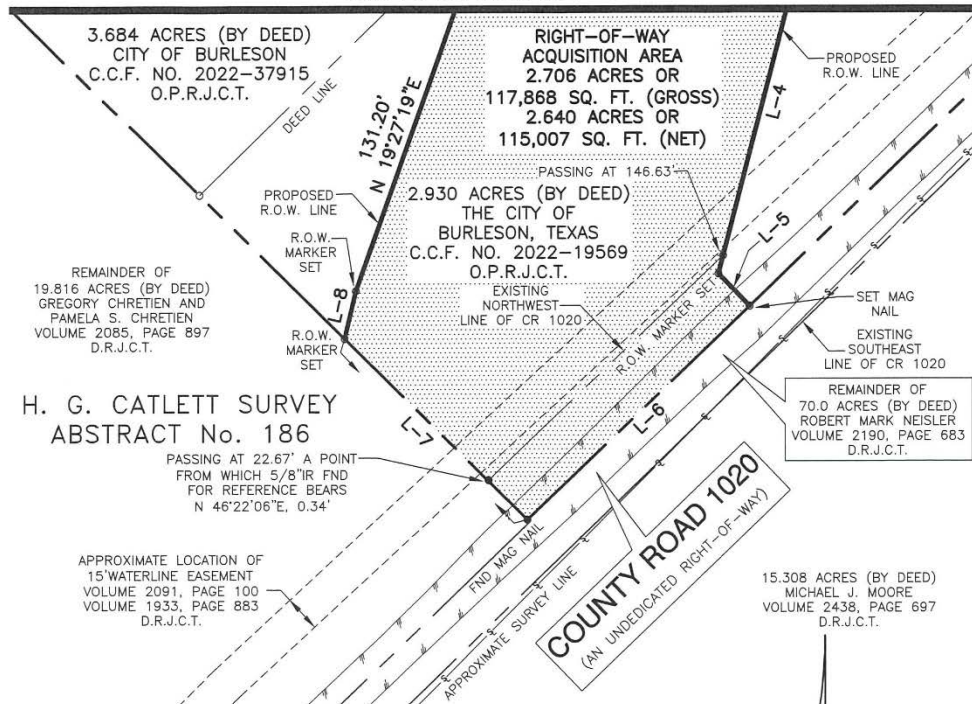 3.684 ACRES (BY DEED)
CITY OF BURLESON
C.C.F. NO. 2022-37915
O.P.R.J.C.T.
DEED LINE
131.20'
N 19°27'19"E
RIGHT-OF-WAY
ACQUISITION AREA
2.706 ACRES OR
117,868 SQ. FT. (GROSS)
2.640 ACRES OR
115,007 SQ. FT. (NET)
PROPOSED
R.O.W. LINE
L-4
PASSING AT 146.63'
PROPOSED
R.O.W. LINE
2.930 ACRES (BY DEED)
THE CITY OF
BURLESON, TEXAS
C.C.F. NO. 2022-19569
O.P.R.J.C.T.
L-5
R.O.W.
MARKER
SET
REMAINDER OF
19.816 ACRES (BY DEED)
GREGORY CHRETIEN AND
PAMELA S. CHRETIEN
VOLUME 2085, PAGE 897
D.R.J.C.T.
L-8
EXISTING
NORTHWEST
LINE OF CR 1020
R.O.W. MARKER SET
SET MAG
NAIL
R.O.W.
MARKER
SET
EXISTING
SOUTHEAST
LINE OF CR 1020
H. G. CATLETT SURVEY
ABSTRACT No. 186
L-7
L-6
REMAINDER OF
70.0 ACRES (BY DEED)
ROBERT MARK NEISLER
VOLUME 2190, PAGE 683
D.R.J.C.T.
PASSING AT 22.67' A POINT
FROM WHICH 5/8"IR FND
FOR REFERENCE BEARS
N 46°22'06"E, 0.34'
FND MAG NAIL
COUNTY ROAD 1020
(AN UNDEDICATED RIGHT-OF-WAY)
APPROXIMATE LOCATION OF
15'WATERLINE EASEMENT
VOLUME 2091, PAGE 100
VOLUME 1933, PAGE 883
D.R.J.C.T.
APPROXIMATE SURVEY LINE
15.308 ACRES (BY DEED)
MICHAEL J. MOORE
VOLUME 2438, PAGE 697
D.R.J.C.T.